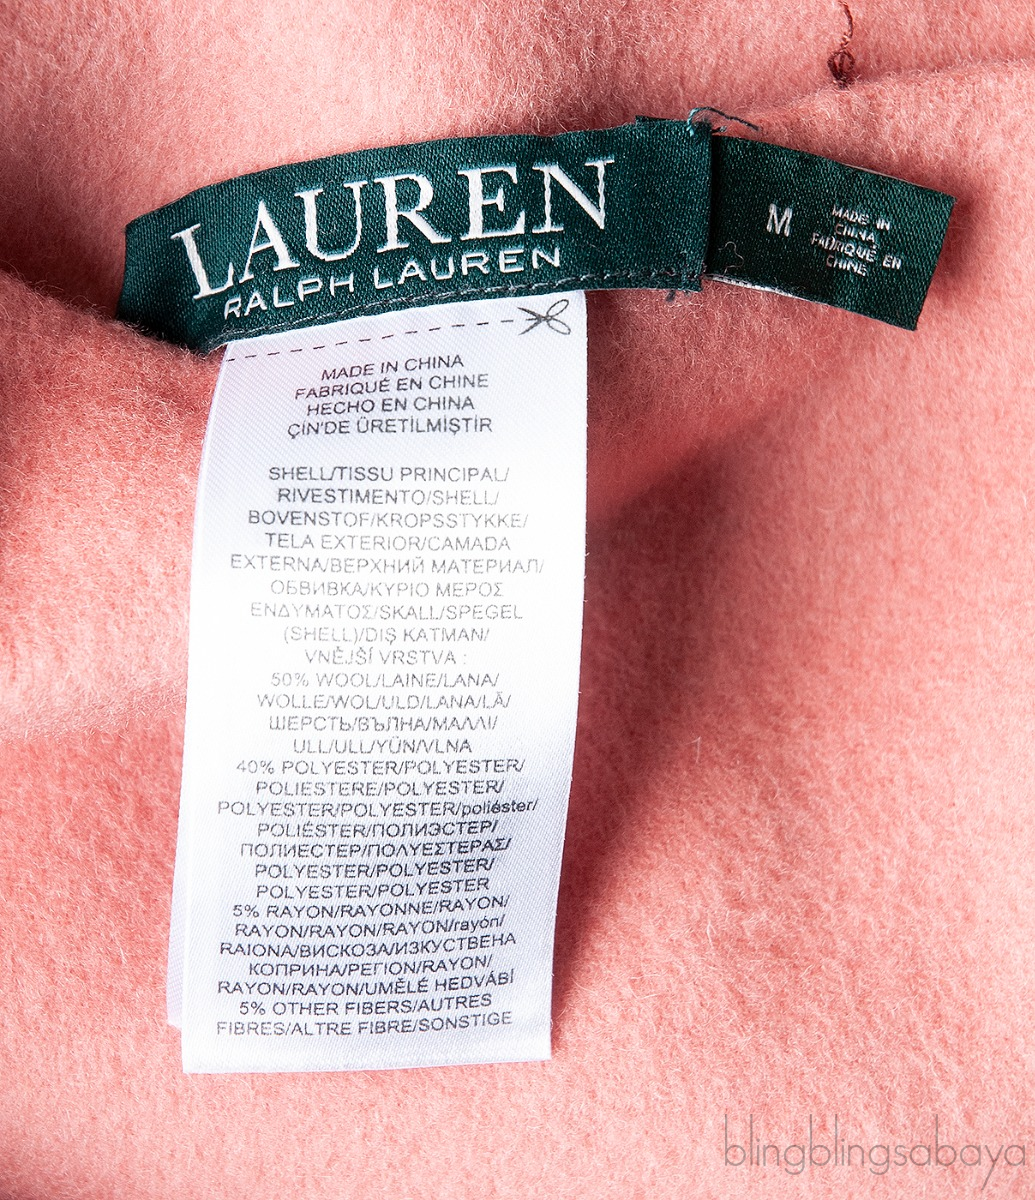 LAUREN
RALPH LAUREN
M
MADE IN
CHINA
FABRIQUÉ EN
CHINE
MADE IN CHINA
FABRIQUÉ EN CHINE
HECHO EN CHINA
ÇIN'DE ÜRETİLMİŞTİR
SHELL/TISSU PRINCIPAL/
RIVESTIMENTO/SHELL/
BOVENSTOF/KROPSSTYKKE/
TELA EXTERIOR/CAMADA
EXTERNA/ВЕРХНИЙ МАТЕРИАЛ/
ОБВИВКА/ΚΥΡΙΟ ΜΕΡΟΣ
ΕΝΔΥΜΑΤΟΣ/SKALL/SPEGEL
(SHELL)/DIŞ KATMAN/
VNĚJŠÍ VRSTVA :
50% WOOL/LAINE/LANA/
WOLLE/WOL/ULD/LANA/LÃ/
ШЕРСТЬ/ВЪЛНА/ΜΑΛΛΙ/
ULL/ULL/YÜN/VLNA
40% POLYESTER/POLYESTER/
POLIESTERE/POLYESTER/
POLYESTER/POLYESTER/poliéster/
POLIÉSTER/ПОЛИЭСТЕР/
ПОЛИЕСТЕР/ΠΟΛΥΕΣΤΕΡΑΣ/
POLYESTER/POLYESTER/
POLYESTER/POLYESTER
5% RAYON/RAYONNE/RAYON/
RAYON/RAYON/RAYON/rayón/
RAIONA/ВИСКОЗА/ИЗКУСТВЕНА
КОПРИНА/ΡΕΓΙΟΝ/RAYON/
RAYON/RAYON/UMĚLÉ HEDVÁBÍ
5% OTHER FIBERS/AUTRES
FIBRES/ALTRE FIBRE/SONSTIGE
blingblingsabaya